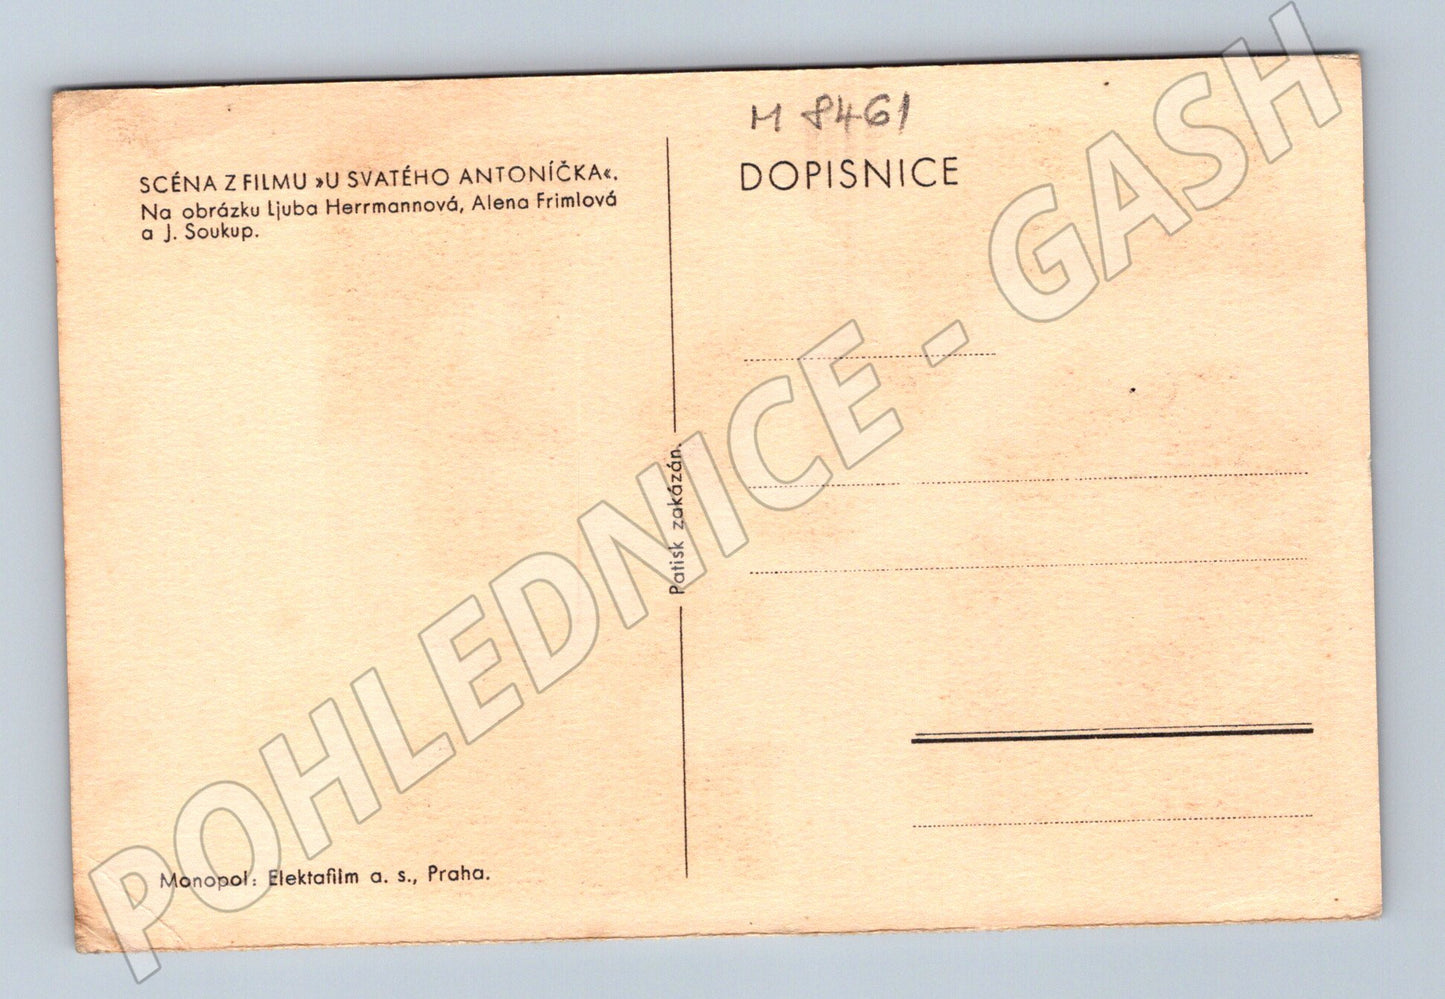 M 8461
SCÉNA Z FILMU »U SVATÉHO ANTONÍČKA«.
Na obrázku Ljuba Herrmannová, Alena Frimlová
a J. Soukup.
DOPISNICE
Patisk zakázán.
Monopol: Elektafilm a. s., Praha.
POHLEDNICE - GASH